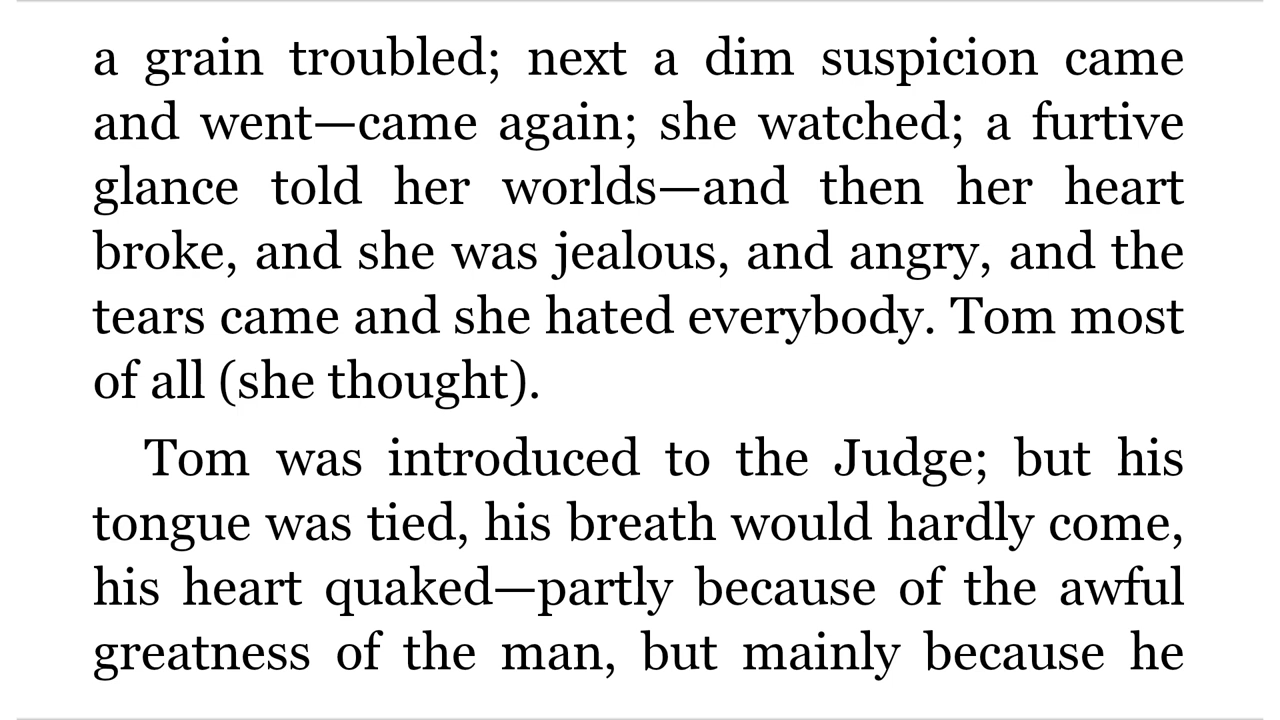 a grain troubled; next a dim suspicion came
and went—came again; she watched; a furtive
glance told her worlds—and then her heart
broke, and she was jealous, and angry, and the
tears came and she hated everybody. Tom most
of all (she thought).
Tom was introduced to the Judge; but his
tongue was tied, his breath would hardly come,
his heart quaked—partly because of the awful
greatness of the man, but mainly because he